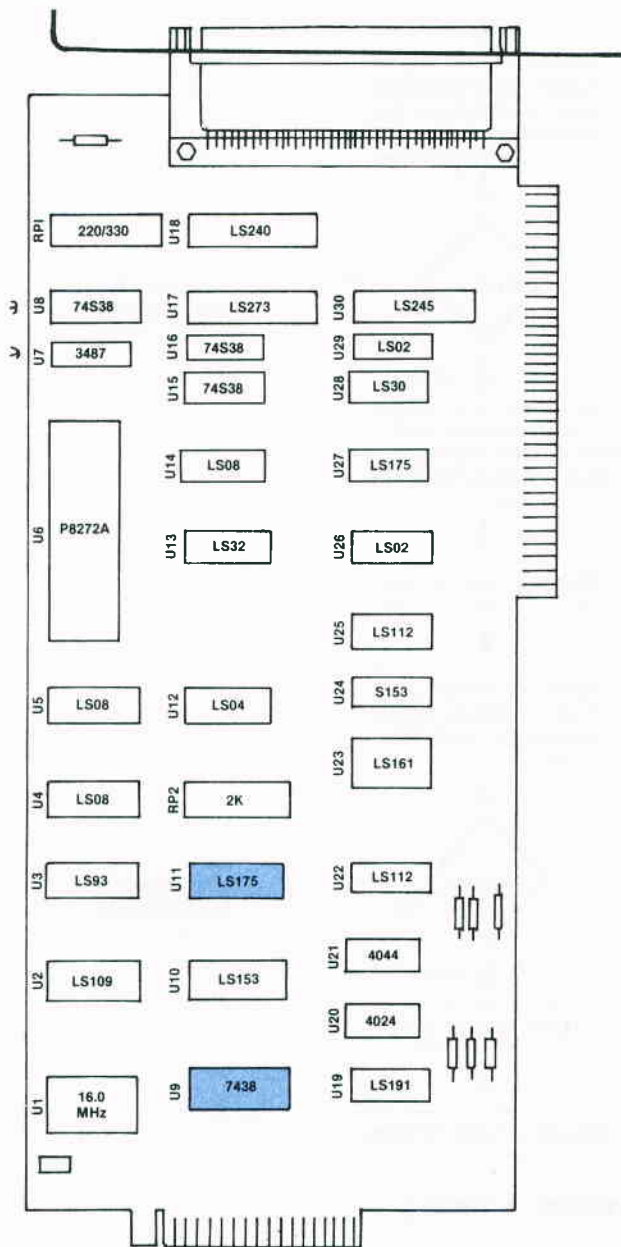 RP1 220/330 U18 LS240
U8 74S38 U17 LS273 U30 LS245
U7 3487 U16 74S38 U29 LS02
U15 74S38 U28 LS30
U14 LS08 U27 LS175
U6 P8272A U13 LS32 U26 LS02
U25 LS112
U5 LS08 U12 LS04 U24 S153
U23 LS161
U4 LS08 RP2 2K
U3 LS93 U11 LS175 U22 LS112
U21 4044
U2 LS109 U10 LS153
U20 4024
U1 16.0
MHz
U9 7438 U19 LS191